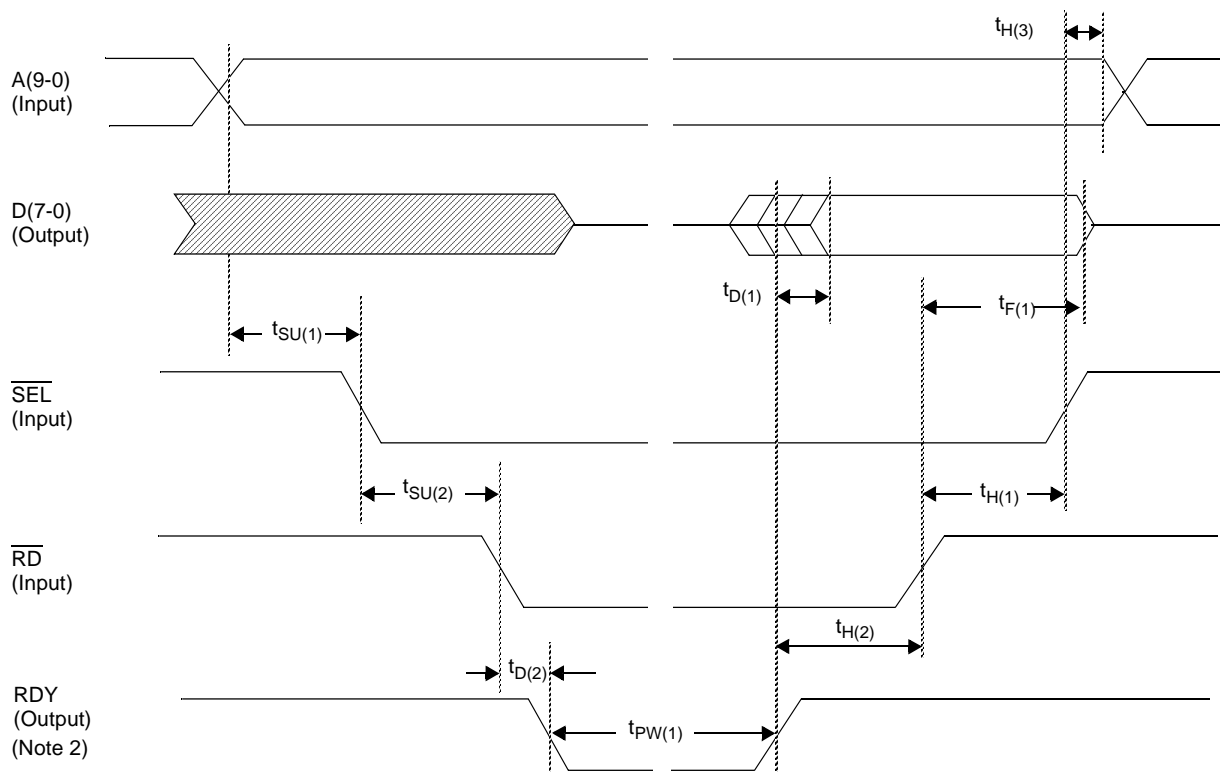 tH(3)
A(9-0)
(Input)
D(7-0)
(Output)
tD(1)
tF(1)
tSU(1)
SEL
(Input)
tSU(2)
tH(1)
RD
(Input)
tH(2)
tD(2)
RDY
(Output)
(Note 2)
tPW(1)